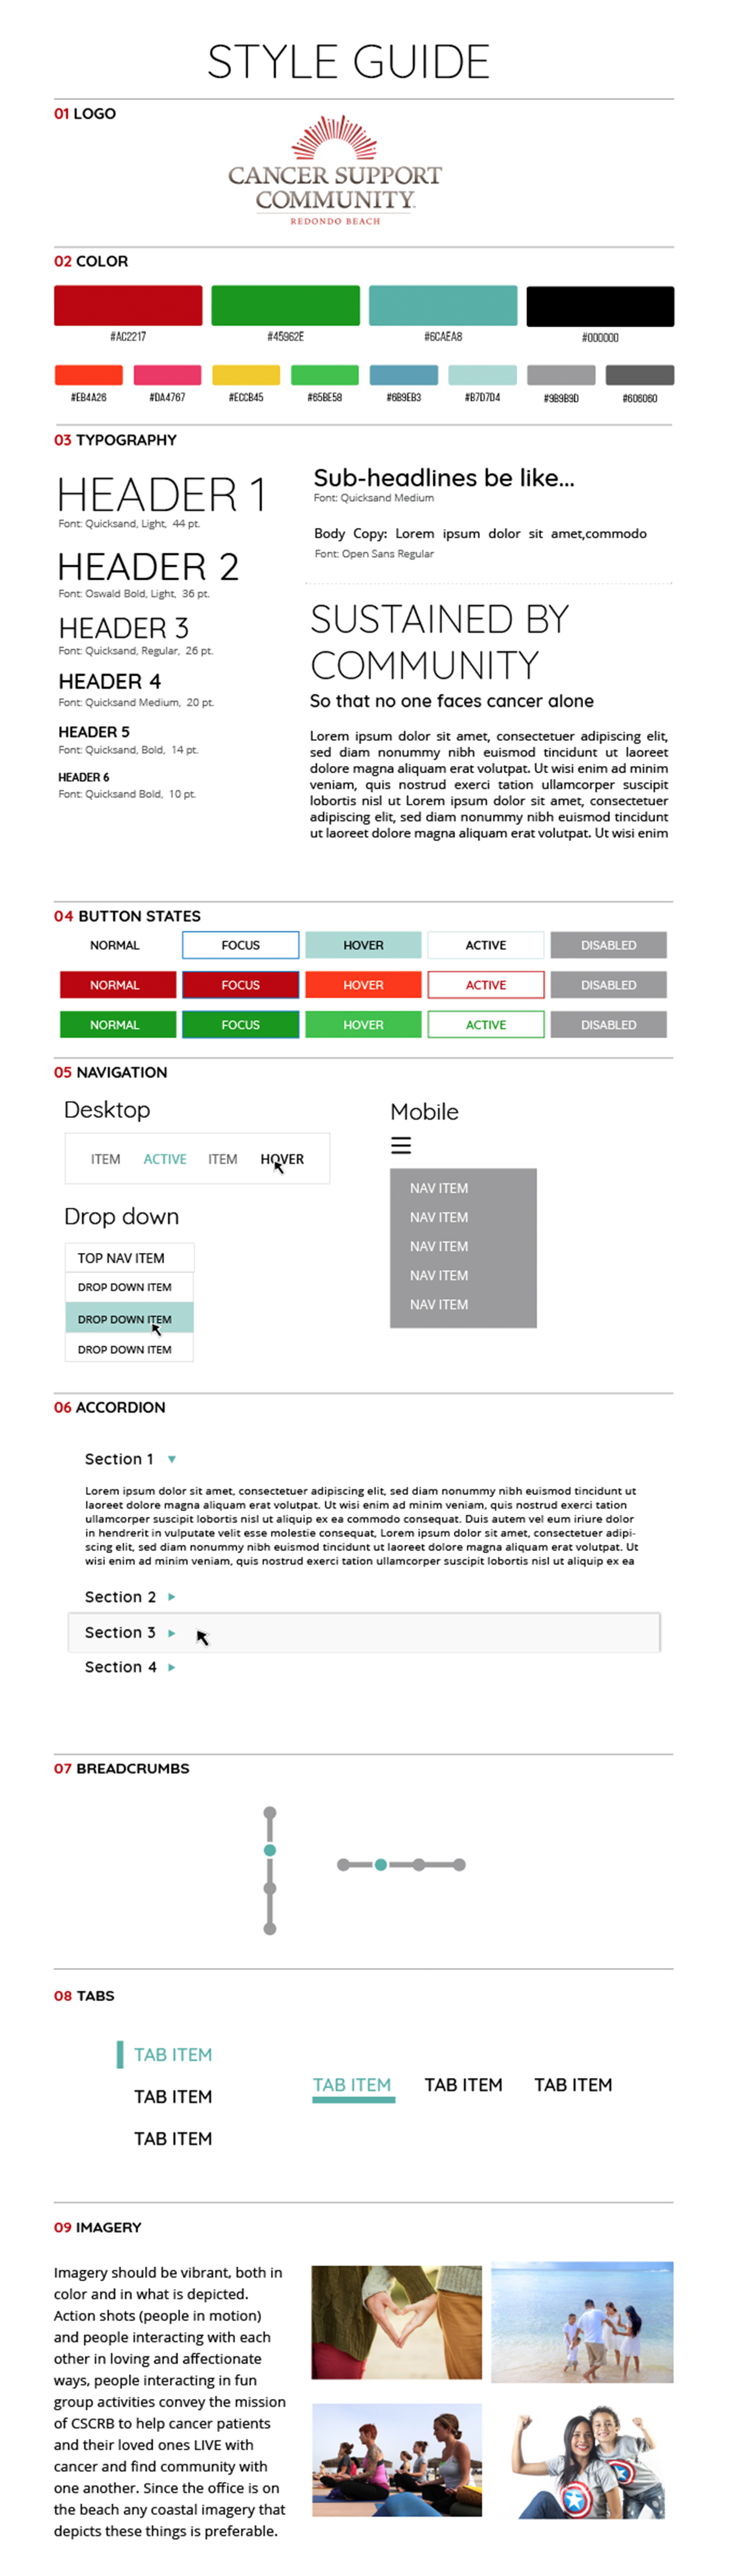 STYLE GUIDE
01 LOGO
CANCER SUPPORT
COMMUNITY
REDONDO BEACH
02 COLOR
#AC2217 #45962E #6CAEA8 #000000
#EB4A26 #DA4767 #ECCB45 #65BE58 #6B9EB3 #B7D7D4 #9B9B9D #606060
03 TYPOGRAPHY
HEADER 1
Font: Quicksand, Light, 44 pt.
HEADER 2
Font: Oswald Bold, Light, 36 pt.
HEADER 3
Font: Quicksand, Regular, 26 pt.
HEADER 4
Font: Quicksand Medium, 20 pt.
HEADER 5
Font: Quicksand, Bold, 14 pt.
HEADER 6
Font: Quicksand Bold, 10 pt.
Sub-headlines be like...
Font: Quicksand Medium
Body Copy: Lorem ipsum dolor sit amet,commodo
Font: Open Sans Regular
SUSTAINED BY
COMMUNITY
So that no one faces cancer alone
Lorem ipsum dolor sit amet, consectetuer adipiscing elit,
sed diam nonummy nibh euismod tincidunt ut laoreet
dolore magna aliquam erat volutpat. Ut wisi enim ad minim
veniam, quis nostrud exerci tation ullamcorper suscipit
lobortis nisl ut Lorem ipsum dolor sit amet, consectetuer
adipiscing elit, sed diam nonummy nibh euismod tincidunt
ut laoreet dolore magna aliquam erat volutpat. Ut wisi enim
04 BUTTON STATES
NORMAL FOCUS HOVER ACTIVE DISABLED
NORMAL FOCUS HOVER ACTIVE DISABLED
NORMAL FOCUS HOVER ACTIVE DISABLED
05 NAVIGATION
Desktop
ITEM ACTIVE ITEM HOVER
Drop down
TOP NAV ITEM
DROP DOWN ITEM
DROP DOWN ITEM
DROP DOWN ITEM
Mobile
NAV ITEM
NAV ITEM
NAV ITEM
NAV ITEM
NAV ITEM
06 ACCORDION
Section 1
Lorem ipsum dolor sit amet, consectetuer adipiscing elit, sed diam nonummy nibh euismod tincidunt ut
laoreet dolore magna aliquam erat volutpat. Ut wisi enim ad minim veniam, quis nostrud exerci tation
ullamcorper suscipit lobortis nisl ut aliquip ex ea commodo consequat. Duis autem vel eum iriure dolor
in hendrerit in vulputate velit esse molestie consequat, Lorem ipsum dolor sit amet, consectetuer adipi-
scing elit, sed diam nonummy nibh euismod tincidunt ut laoreet dolore magna aliquam erat volutpat. Ut
wisi enim ad minim veniam, quis nostrud exerci tation ullamcorper suscipit lobortis nisl ut aliquip ex ea
Section 2
Section 3
Section 4
07 BREADCRUMBS
08 TABS
TAB ITEM
TAB ITEM
TAB ITEM
TAB ITEM TAB ITEM TAB ITEM
09 IMAGERY
Imagery should be vibrant, both in
color and in what is depicted.
Action shots (people in motion)
and people interacting with each
other in loving and affectionate
ways, people interacting in fun
group activities convey the mission
of CSCRB to help cancer patients
and their loved ones LIVE with
cancer and find community with
one another. Since the office is on
the beach any coastal imagery that
depicts these things is preferable.